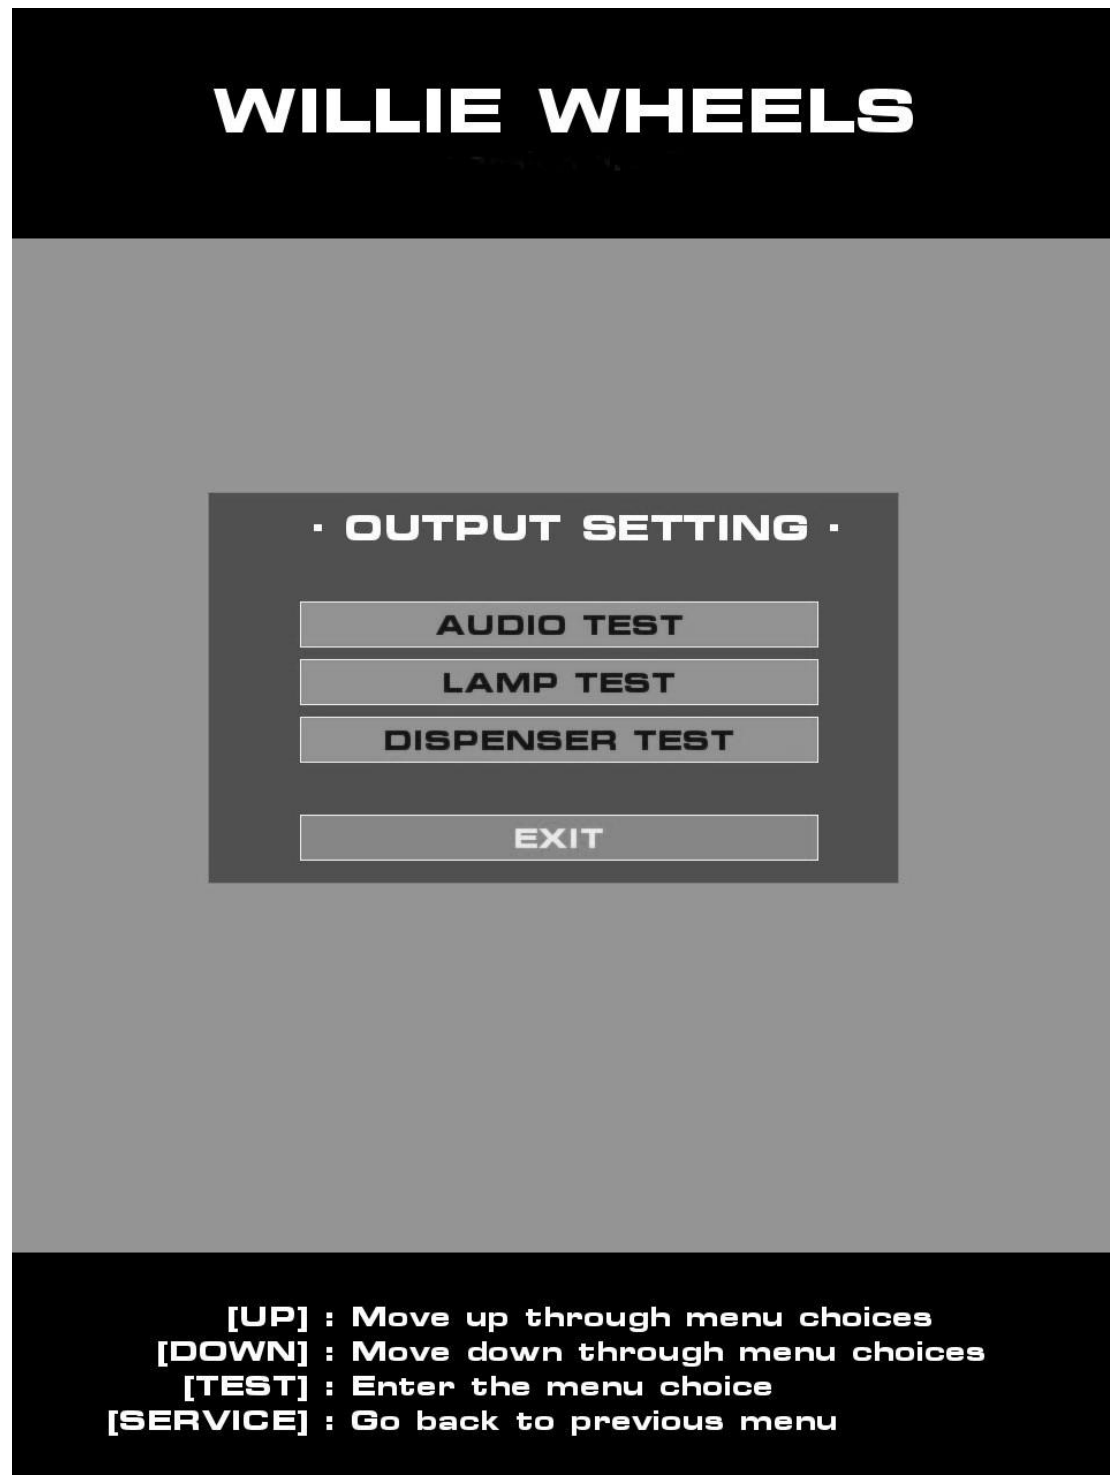 WILLIE WHEELS
· OUTPUT SETTING ·
AUDIO TEST
LAMP TEST
DISPENSER TEST
EXIT
[UP] : Move up through menu choices
[DOWN] : Move down through menu choices
[TEST] : Enter the menu choice
[SERVICE] : Go back to previous menu